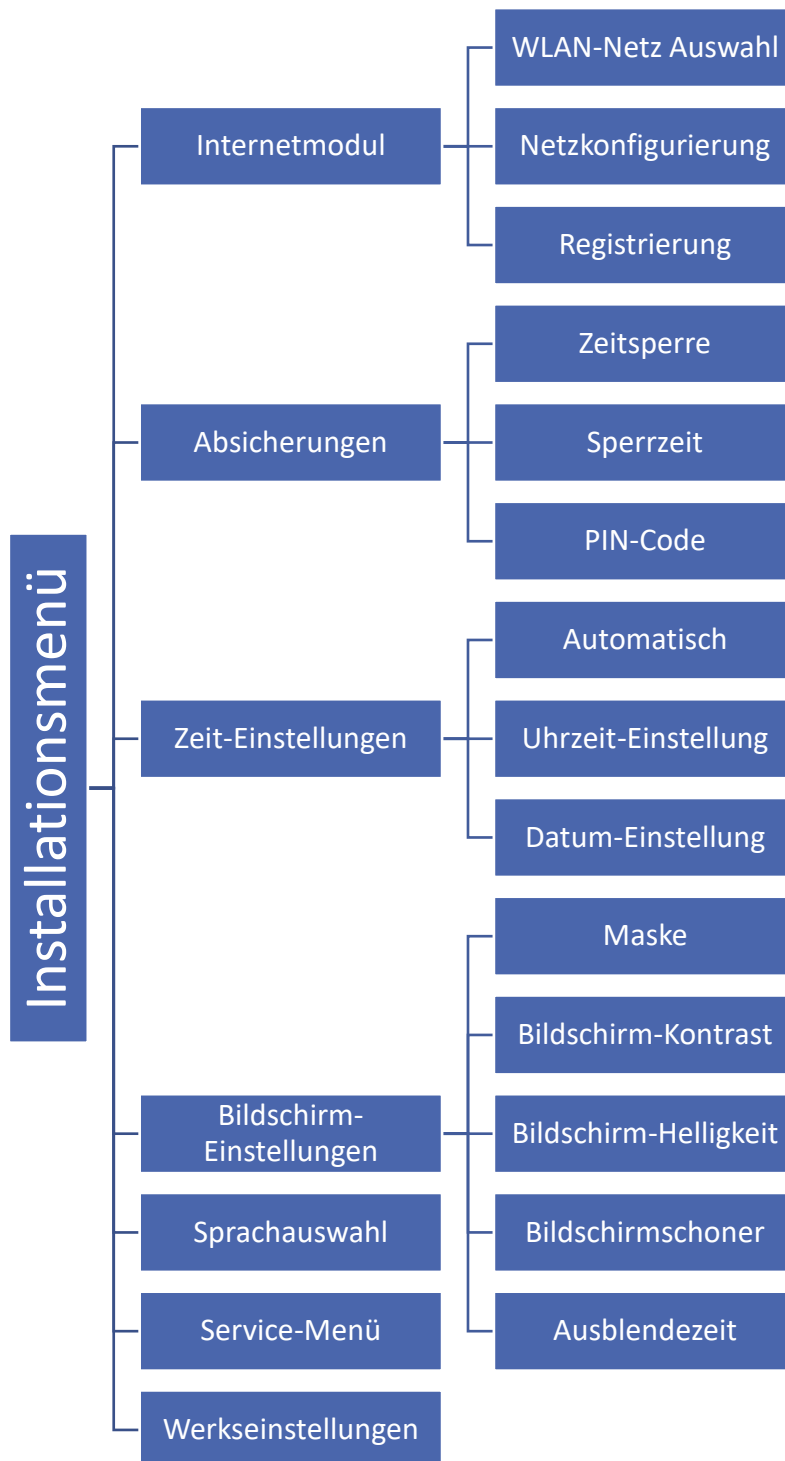 Installationsmenü
Internetmodul
WLAN-Netz Auswahl
Netzkonfigurierung
Registrierung
Absicherungen
Zeitsperre
Sperrzeit
PIN-Code
Zeit-Einstellungen
Automatisch
Uhrzeit-Einstellung
Datum-Einstellung
Bildschirm-
Einstellungen
Maske
Bildschirm-Kontrast
Bildschirm-Helligkeit
Bildschirmschoner
Ausblendezeit
Sprachauswahl
Service-Menü
Werkseinstellungen